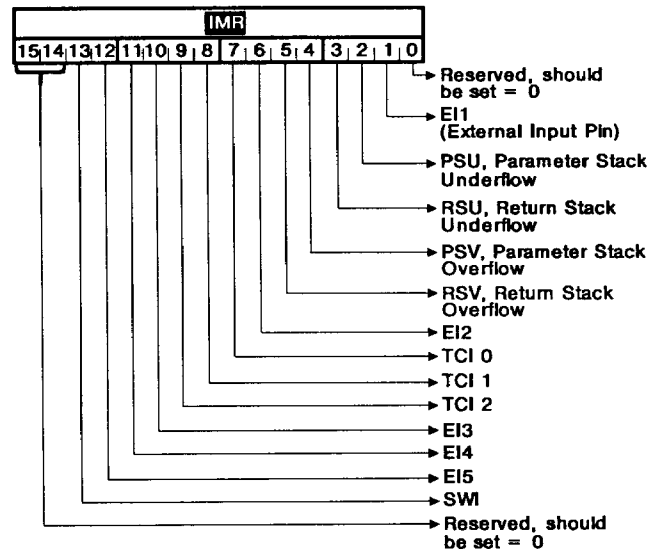 IMR
15 14 13 12 11 10 9 8 7 6 5 4 3 2 1 0
Reserved, should
be set = 0
EI1
(External Input Pin)
PSU, Parameter Stack
Underflow
RSU, Return Stack
Underflow
PSV, Parameter Stack
Overflow
RSV, Return Stack
Overflow
EI2
TCI 0
TCI 1
TCI 2
EI3
EI4
EI5
SWI
Reserved, should
be set = 0